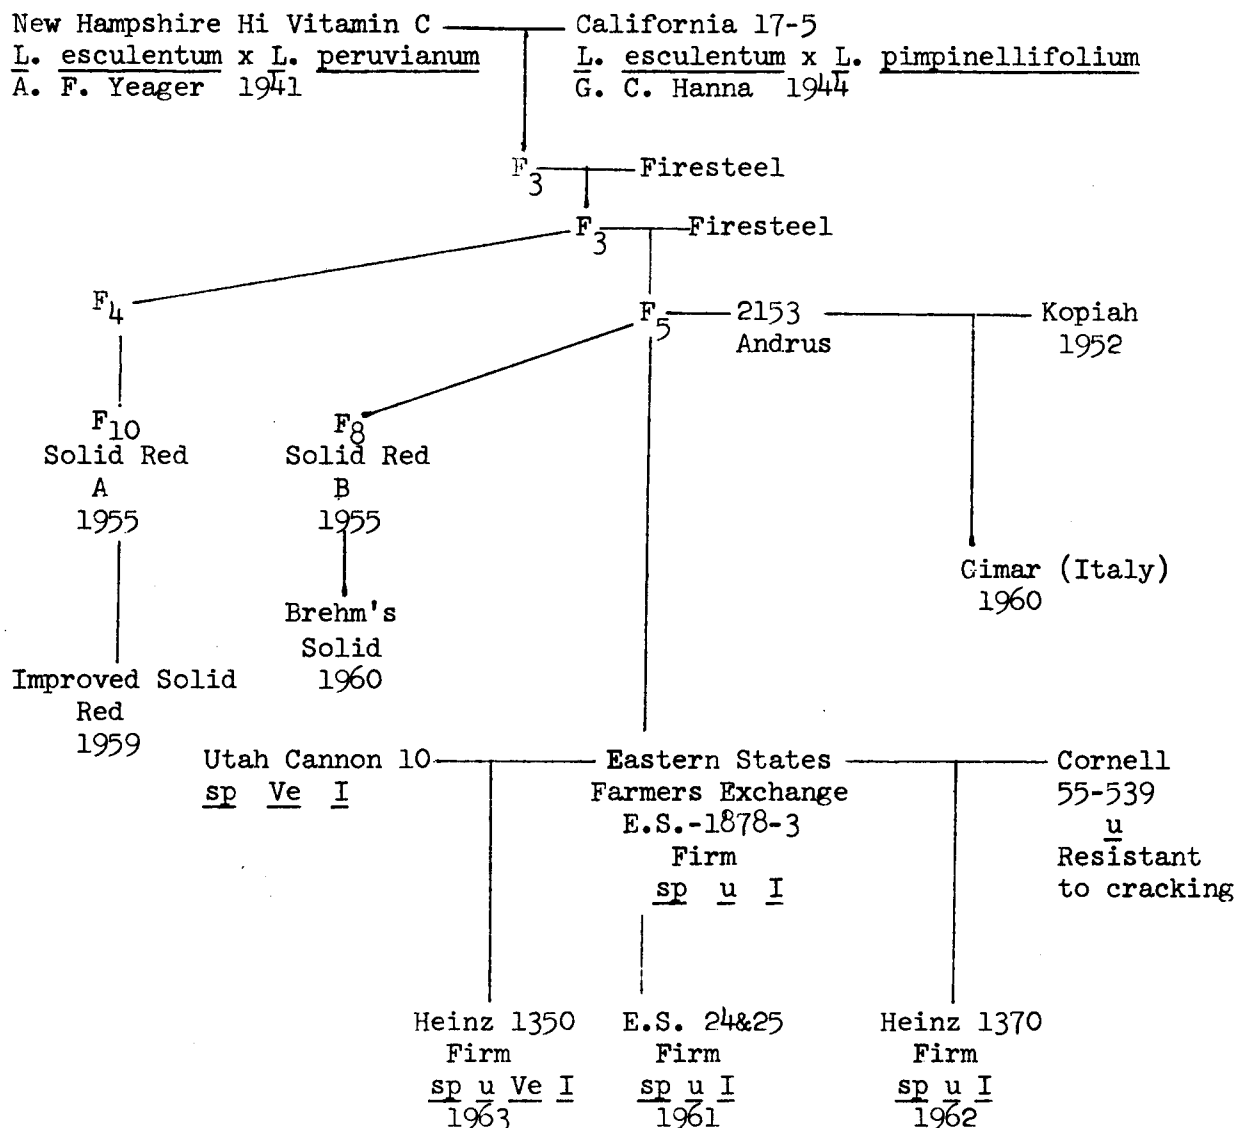 New Hampshire Hi Vitamin C
L. esculentum x L. peruvianum
A. F. Yeager 1941
California 17-5
L. esculentum x L. pimpinellifolium
G. C. Hanna 1944
F3
Firesteel
F3
Firesteel
F4
F5
2153
Andrus
Kopiah
1952
F10
Solid Red
A
1955
F8
Solid Red
B
1955
Gimar (Italy)
1960
Brehm's
Solid
1960
Improved Solid
Red
1959
Utah Cannon 10
sp Ve I
Eastern States
Farmers Exchange
E.S.-1878-3
Firm
sp u I
Cornell
55-539
u
Resistant
to cracking
Heinz 1350
Firm
sp u Ve I
1963
E.S. 24&25
Firm
sp u I
1961
Heinz 1370
Firm
sp u I
1962